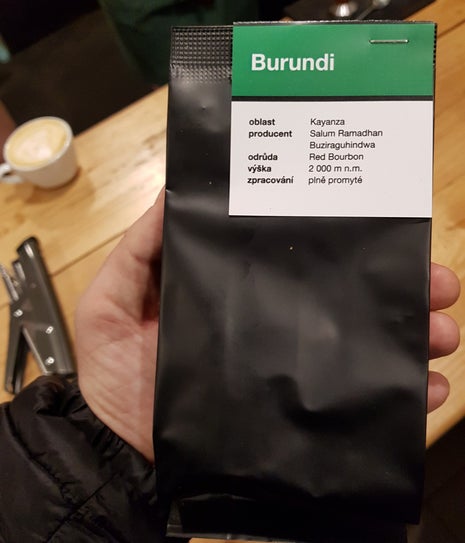 Burundi
oblast Kayanza
producent Salum Ramadhan
Buziraguhindwa
odrůda Red Bourbon
výška 2 000 m n.m.
zpracování plně promyté